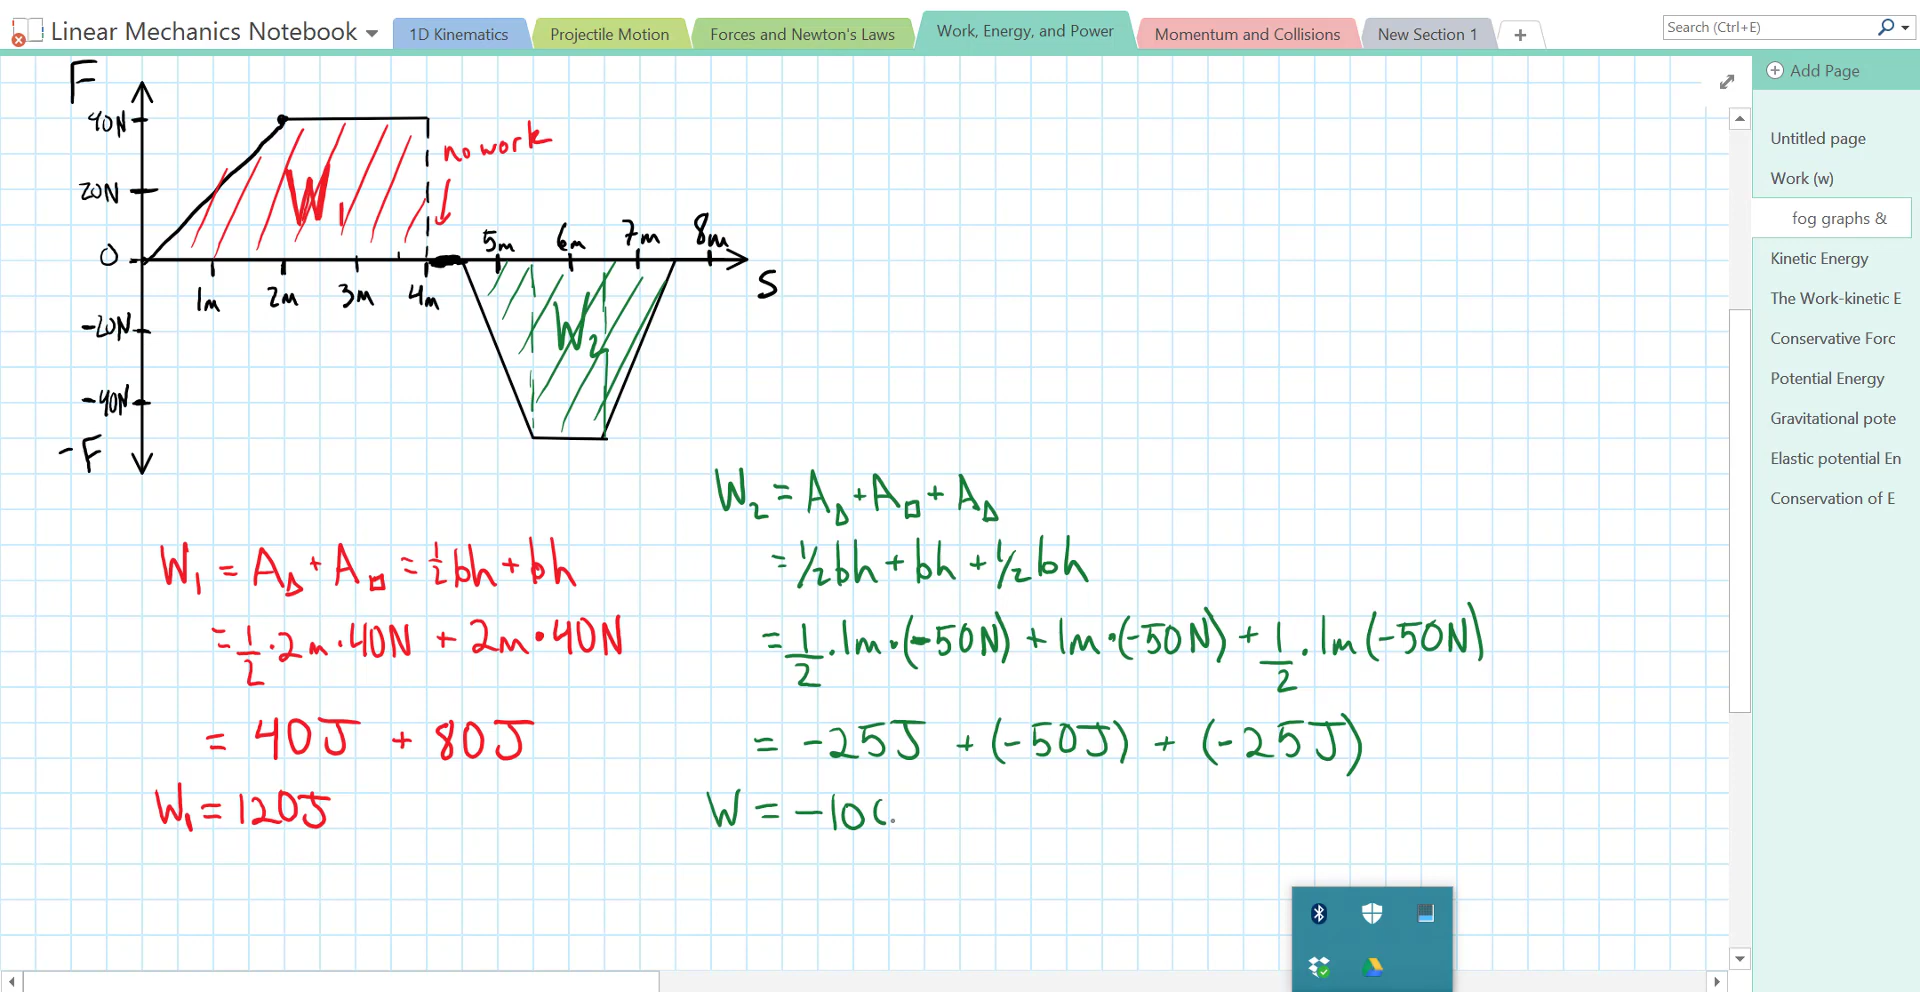 Linear Mechanics Notebook
1D Kinematics
Projectile Motion
Forces and Newton's Laws
Work, Energy, and Power
Momentum and Collisions
New Section 1
Search (Ctrl+E)
Add Page
Untitled page
Work (w)
fog graphs &
Kinetic Energy
The Work-kinetic E
Conservative Forc
Potential Energy
Gravitational pote
Elastic potential En
Conservation of E
F
40N
20N
0
-20N
-40N
-F
W₁
no work
5m 6m 7m 8m
1m 2m 3m 4m
S
W₂
W₁ = A△ + A□ = ½bh + bh
= ½ · 2m · 40N + 2m · 40N
= 40J + 80J
W₁ = 120J
W₂ = A△ + A□ + A△
= 1/2bh + bh + 1/2bh
= ½ · 1m · (-50N) + 1m · (-50N) + ½ · 1m (-50N)
= -25J + (-50J) + (-25J)
W = -10(